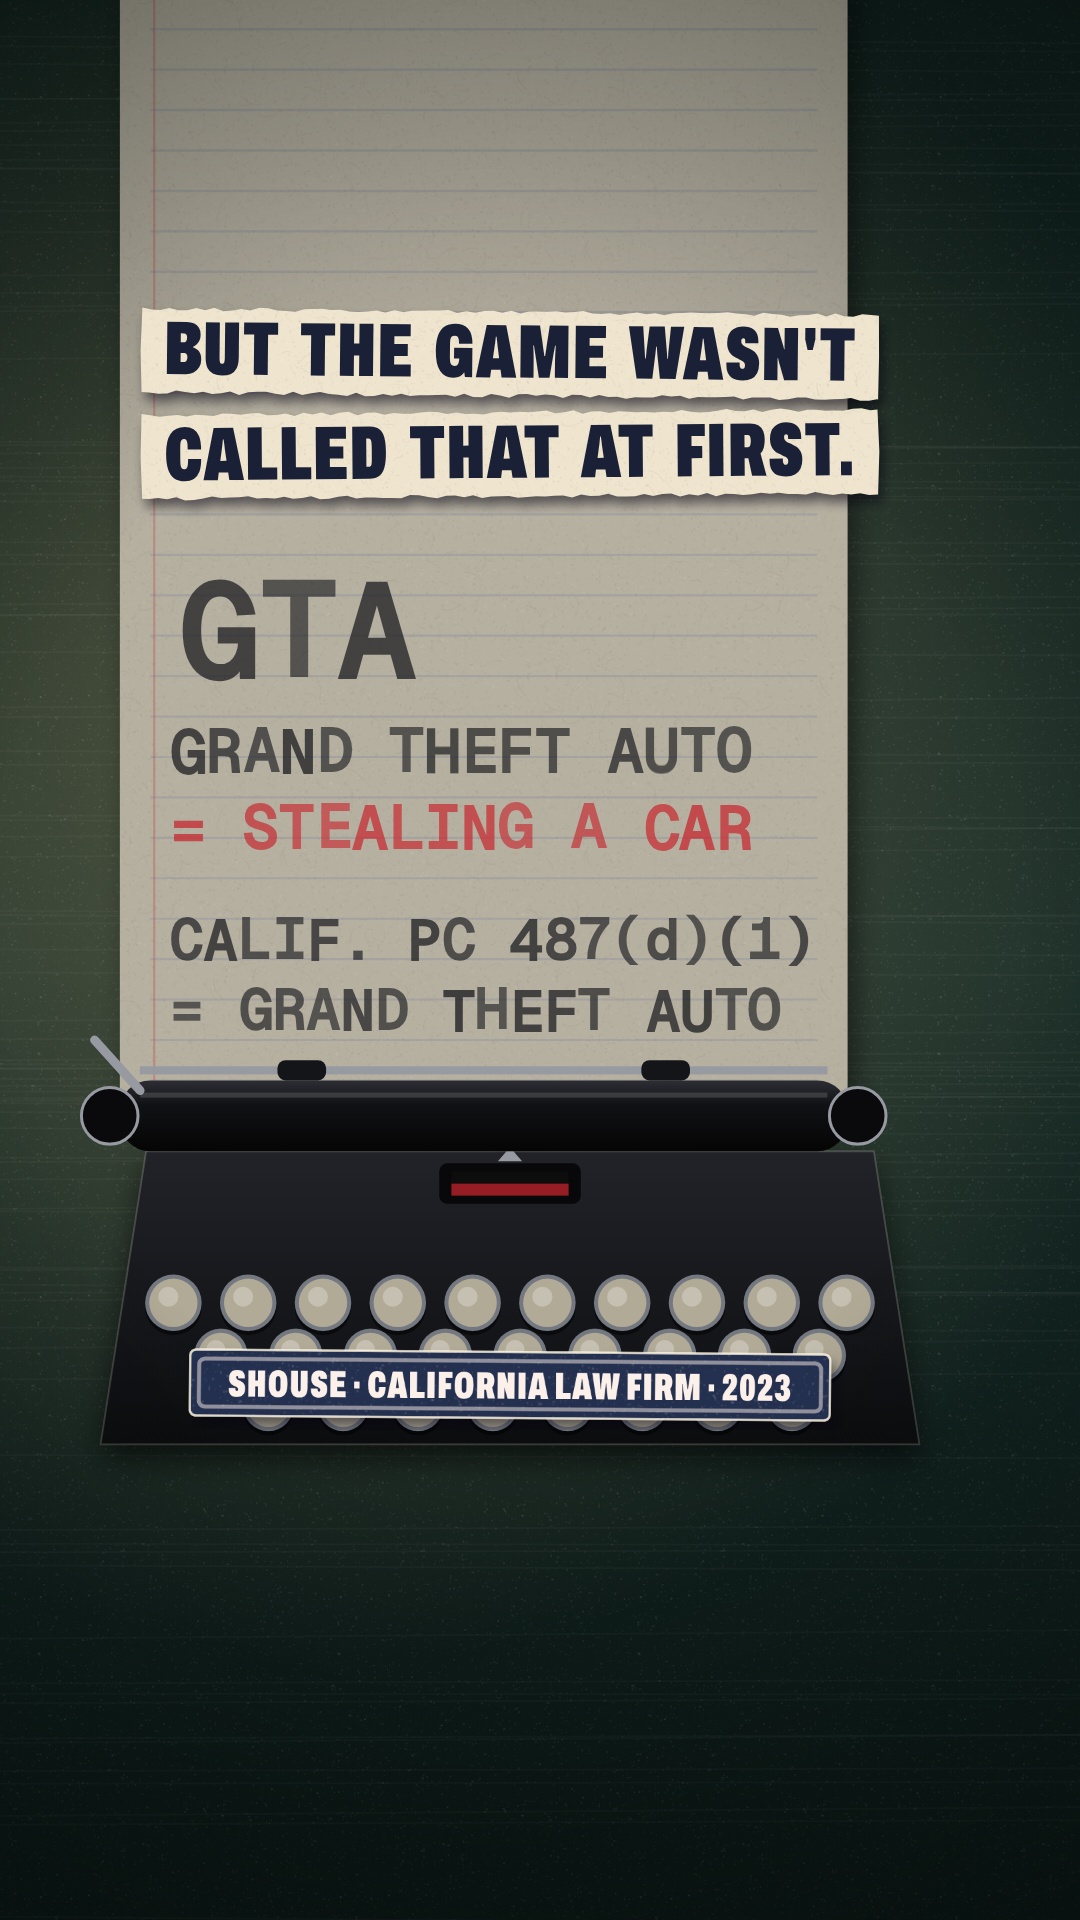 BUT THE GAME WASN'T
CALLED THAT AT FIRST.
GTA
GRAND THEFT AUTO
= STEALING A CAR
CALIF. PC 487(d)(1)
= GRAND THEFT AUTO
SHOUSE · CALIFORNIA LAW FIRM · 2023